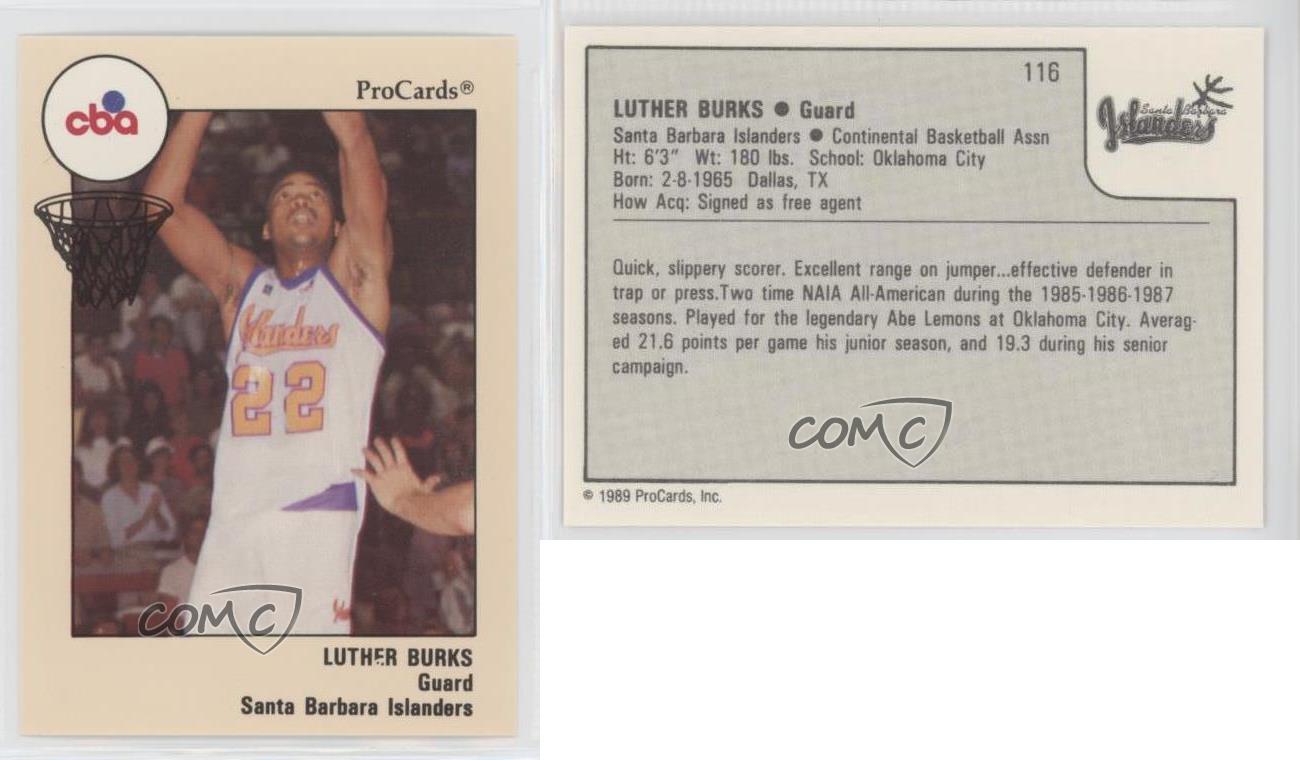 cba
ProCards®
Islanders
22
COMC
LUTHER BURKS
Guard
Santa Barbara Islanders
116
Santa Barbara
Islanders
LUTHER BURKS ● Guard
Santa Barbara Islanders ● Continental Basketball Assn
Ht: 6'3" Wt: 180 lbs. School: Oklahoma City
Born: 2-8-1965 Dallas, TX
How Acq: Signed as free agent
Quick, slippery scorer. Excellent range on jumper...effective defender in
trap or press.Two time NAIA All-American during the 1985-1986-1987
seasons. Played for the legendary Abe Lemons at Oklahoma City. Averag-
ed 21.6 points per game his junior season, and 19.3 during his senior
campaign.
COMC
© 1989 ProCards, Inc.